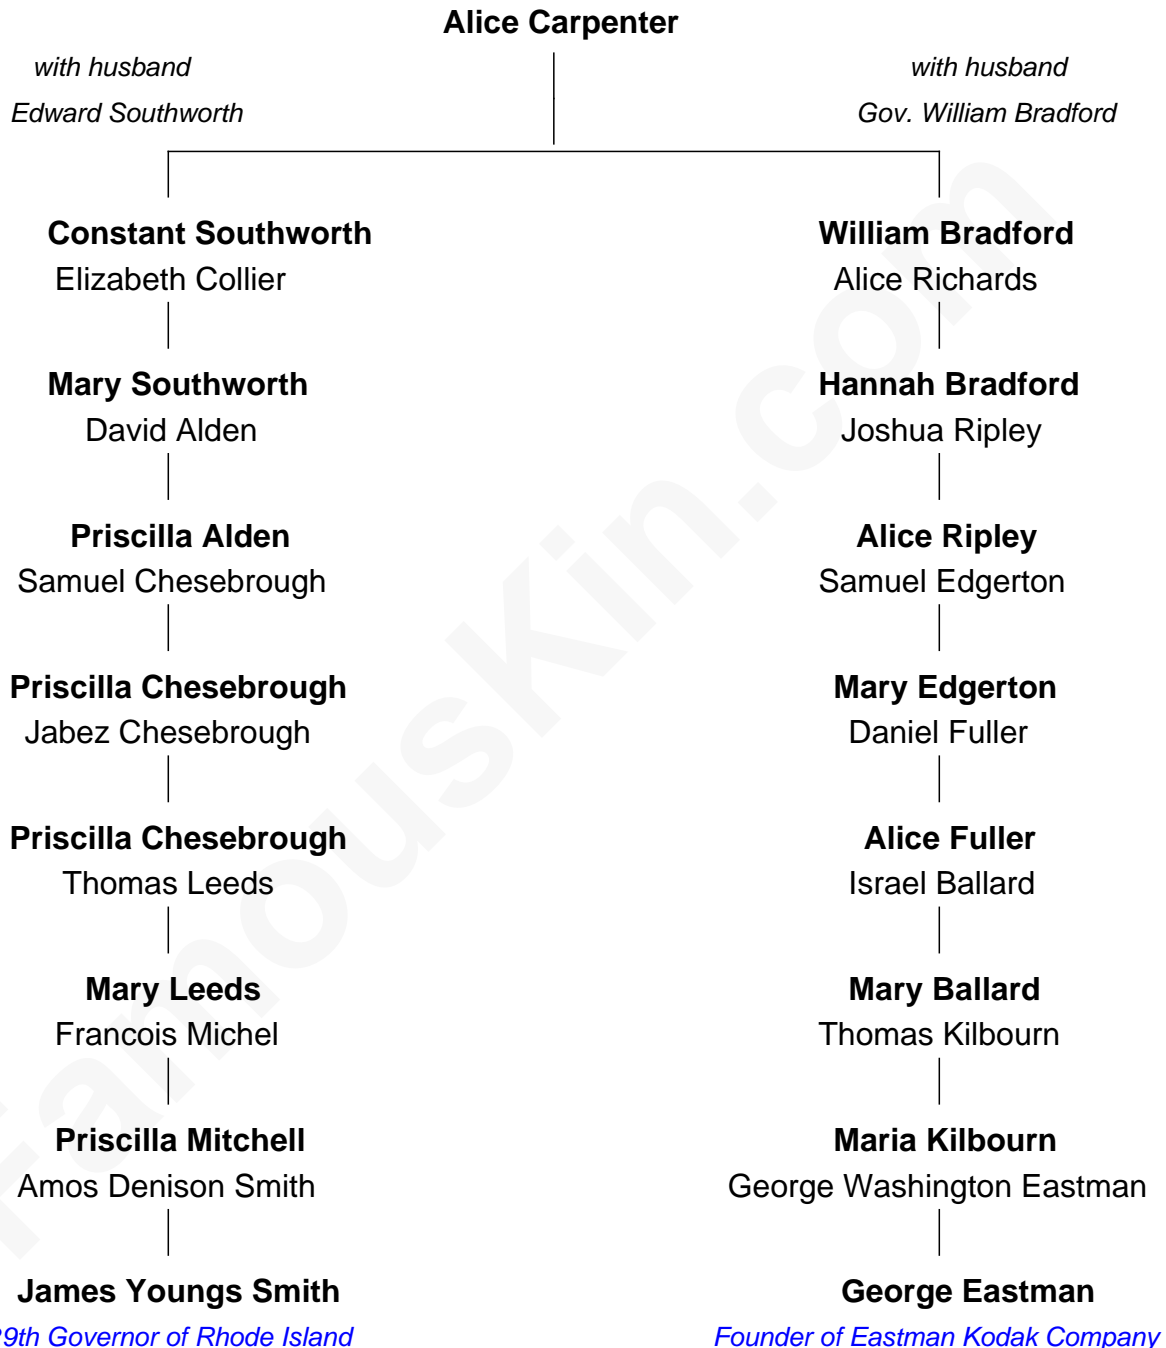 Alice Carpenter
with husband
Edward Southworth
with husband
Gov. William Bradford
Constant Southworth
Elizabeth Collier
William Bradford
Alice Richards
Mary Southworth
David Alden
Hannah Bradford
Joshua Ripley
Priscilla Alden
Samuel Chesebrough
Alice Ripley
Samuel Edgerton
Priscilla Chesebrough
Jabez Chesebrough
Mary Edgerton
Daniel Fuller
Priscilla Chesebrough
Thomas Leeds
Alice Fuller
Israel Ballard
Mary Leeds
Francois Michel
Mary Ballard
Thomas Kilbourn
Priscilla Mitchell
Amos Denison Smith
Maria Kilbourn
George Washington Eastman
James Youngs Smith
29th Governor of Rhode Island
George Eastman
Founder of Eastman Kodak Company
FamousKin.com